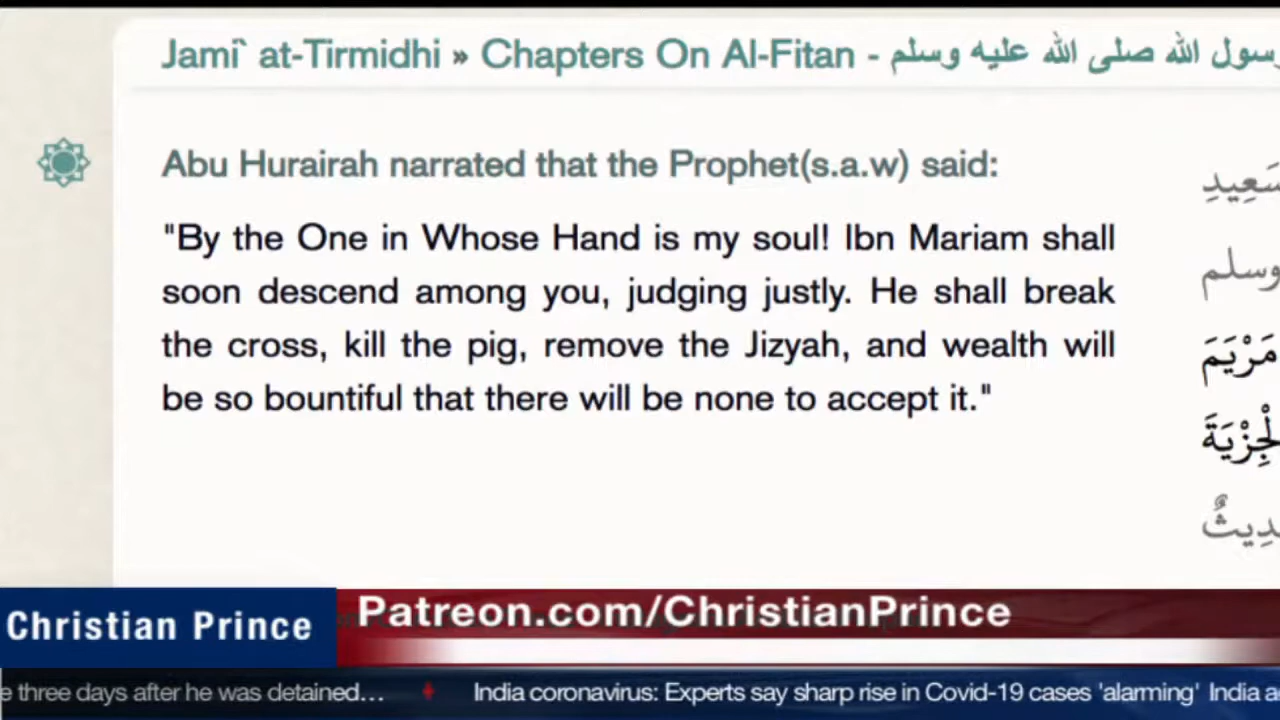 Jami` at-Tirmidhi » Chapters On Al-Fitan - رسول الله صلى الله عليه وسلم
Abu Hurairah narrated that the Prophet(s.a.w) said:
"By the One in Whose Hand is my soul! Ibn Mariam shall
soon descend among you, judging justly. He shall break
the cross, kill the pig, remove the Jizyah, and wealth will
be so bountiful that there will be none to accept it."
سَعِيدِ
وسلم
مَرْيَمَ
الْجِزْيَةَ
Christian Prince
Patreon.com/ChristianPrince
e three days after he was detained... India coronavirus: Experts say sharp rise in Covid-19 cases 'alarming' India